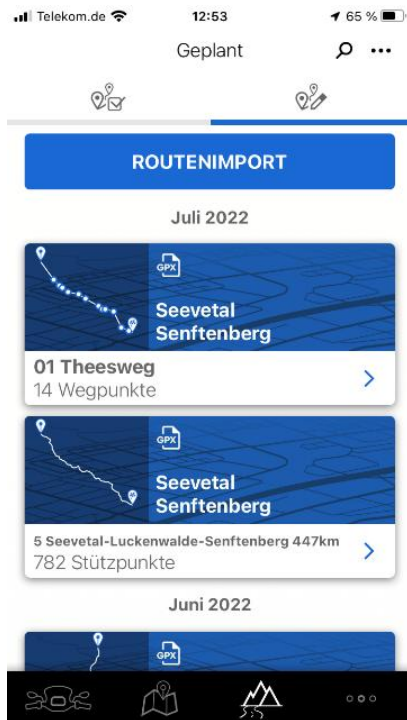 Telekom.de 12:53 65 %
Geplant
ROUTENIMPORT
Juli 2022
GPX
Seevetal
Senftenberg
01 Theesweg
14 Wegpunkte
GPX
Seevetal
Senftenberg
5 Seevetal-Luckenwalde-Senftenberg 447km
782 Stützpunkte
Juni 2022
GPX